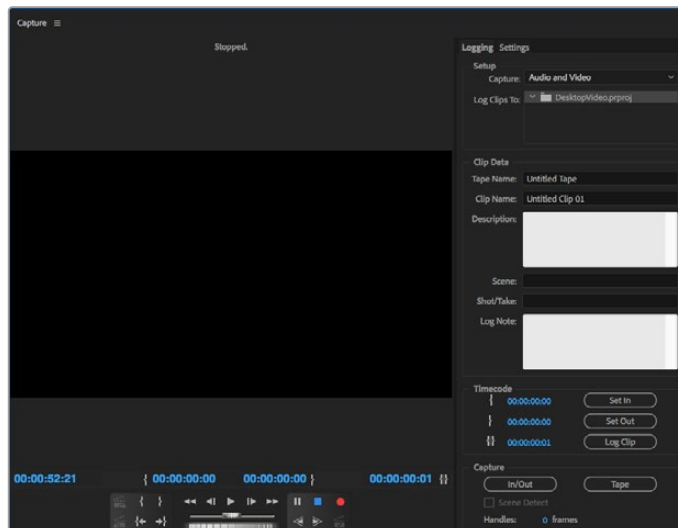 Capture
Stopped.
Logging Settings
Setup
Capture: Audio and Video
Log Clips To: DesktopVideo.prproj
Clip Data
Tape Name: Untitled Tape
Clip Name: Untitled Clip 01
Description:
Scene:
Shot/Take:
Log Note:
Timecode
{ 00:00:00:00 Set In
} 00:00:00:00 Set Out
{} 00:00:00:01 Log Clip
00:00:52:21 { 00:00:00:00 00:00:00:00 } 00:00:00:01 {}
Capture
In/Out Tape
Scene Detect
Handles: 0 frames